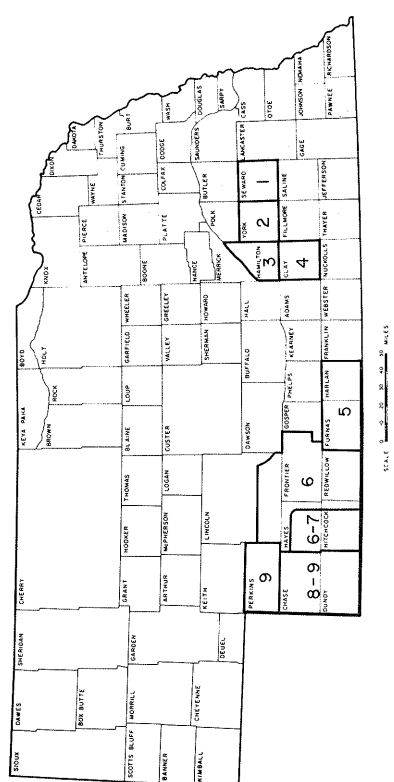 SIOUX
DAWES
SHERIDAN
CHERRY
KEYA PAHA
BOYD
BROWN
ROCK
HOLT
KNOX
CEDAR
DIXON
DAKOTA
BOX BUTTE
ANTELOPE
PIERCE
WAYNE
THURSTON
SCOTTS BLUFF
MORRILL
GARDEN
GRANT
HOOKER
THOMAS
BLAINE
LOUP
GARFIELD
WHEELER
BOONE
MADISON
STANTON
CUMING
BURT
BANNER
ARTHUR
McPHERSON
LOGAN
CUSTER
VALLEY
GREELEY
NANCE
PLATTE
COLFAX
DODGE
WASH
KIMBALL
CHEYENNE
DEUEL
KEITH
LINCOLN
SHERMAN
HOWARD
MERRICK
POLK
BUTLER
SAUNDERS
DOUGLAS
SARPY
PERKINS
9
DAWSON
BUFFALO
HALL
HAMILTON
3
YORK
2
SEWARD
1
LANCASTER
CASS
CHASE
8-9
HAYES
6-7
FRONTIER
6
GOSPER
PHELPS
KEARNEY
ADAMS
CLAY
4
FILLMORE
SALINE
GAGE
OTOE
JOHNSON
NEMAHA
DUNDY
HITCHCOCK
REDWILLOW
FURNAS
5
HARLAN
FRANKLIN
WEBSTER
NUCKOLLS
THAYER
JEFFERSON
PAWNEE
RICHARDSON
0 10 20 30 40 50
SCALE MILES